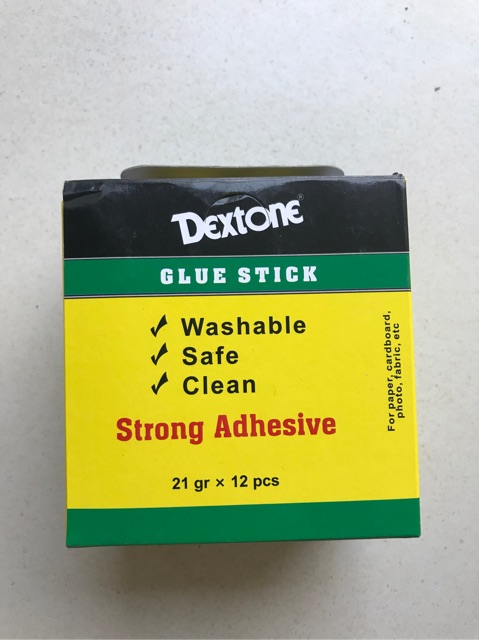 Dextone®
GLUE STICK
✓ Washable
✓ Safe
✓ Clean
Strong Adhesive
21 gr × 12 pcs
For paper, cardboard,
photo, fabric, etc